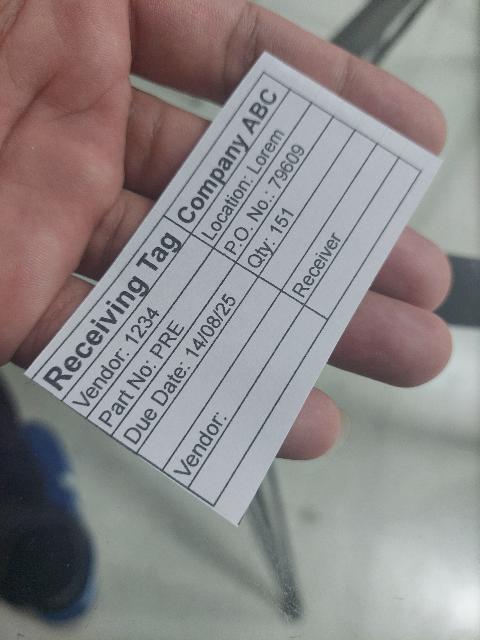 Receiving Tag Company ABC
Vendor: 1234 Location: Lorem
Part No: PRE P.O. No.: 79609
Due Date: 14/08/25 Qty: 151
Vendor: Receiver